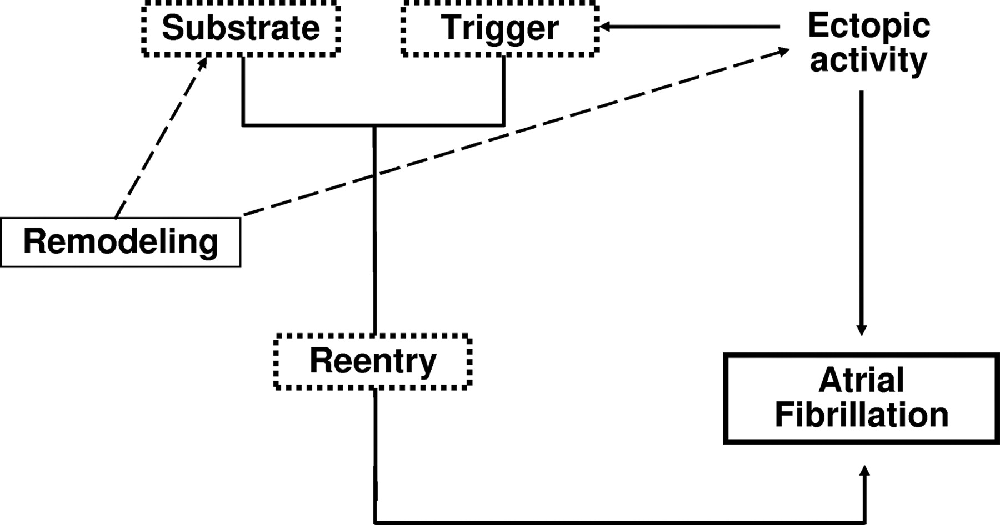 Substrate
Trigger
Ectopic
activity
Remodeling
Reentry
Atrial
Fibrillation